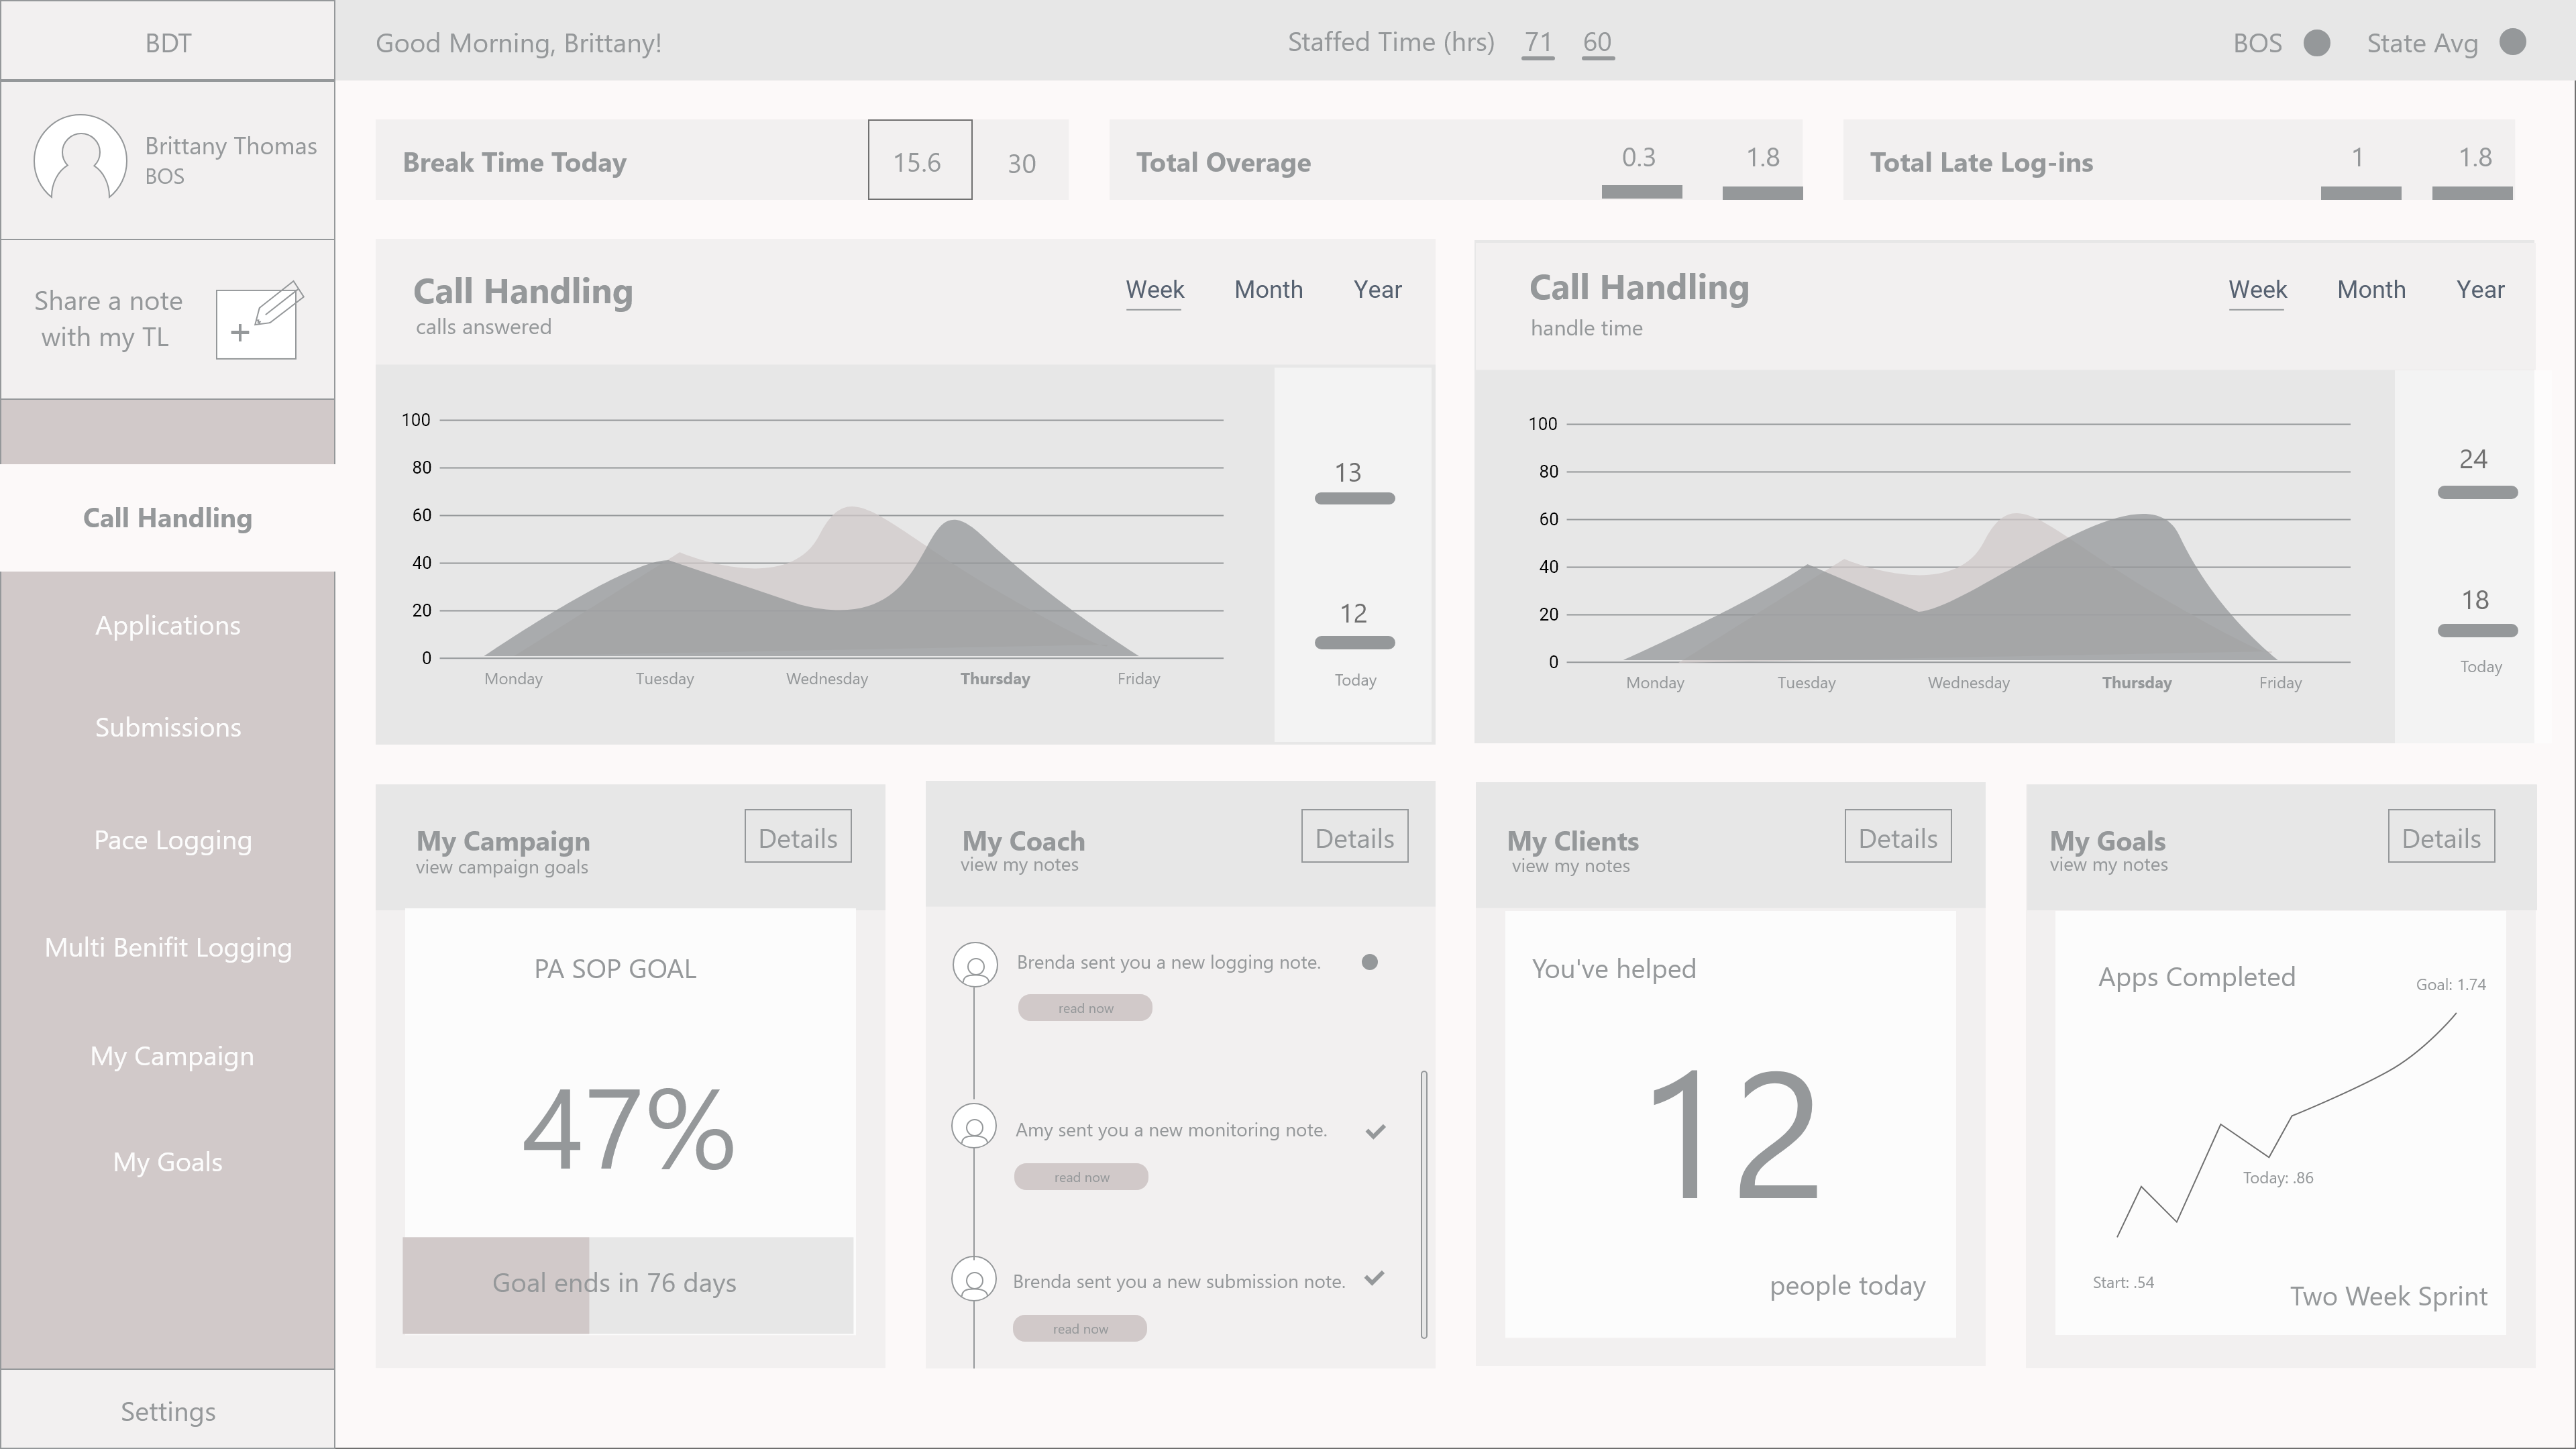 BDT
Good Morning, Brittany!
Staffed Time (hrs) 71 60
BOS State Avg
Brittany Thomas
BOS
Share a note
with my TL
+
Call Handling
Applications
Submissions
Pace Logging
Multi Benifit Logging
My Campaign
My Goals
Settings
Break Time Today 15.6 30
Total Overage 0.3 1.8
Total Late Log-ins 1 1.8
Call Handling
calls answered
Week Month Year
100
80
60
40
20
0
Monday Tuesday Wednesday Thursday Friday
13
12
Today
Call Handling
handle time
Week Month Year
100
80
60
40
20
0
Monday Tuesday Wednesday Thursday Friday
24
18
Today
My Campaign
view campaign goals
Details
PA SOP GOAL
47%
Goal ends in 76 days
My Coach
view my notes
Details
Brenda sent you a new logging note.
read now
Amy sent you a new monitoring note.
read now
Brenda sent you a new submission note.
read now
My Clients
view my notes
Details
You've helped
12
people today
My Goals
view my notes
Details
Apps Completed
Goal: 1.74
Today: .86
Start: .54
Two Week Sprint